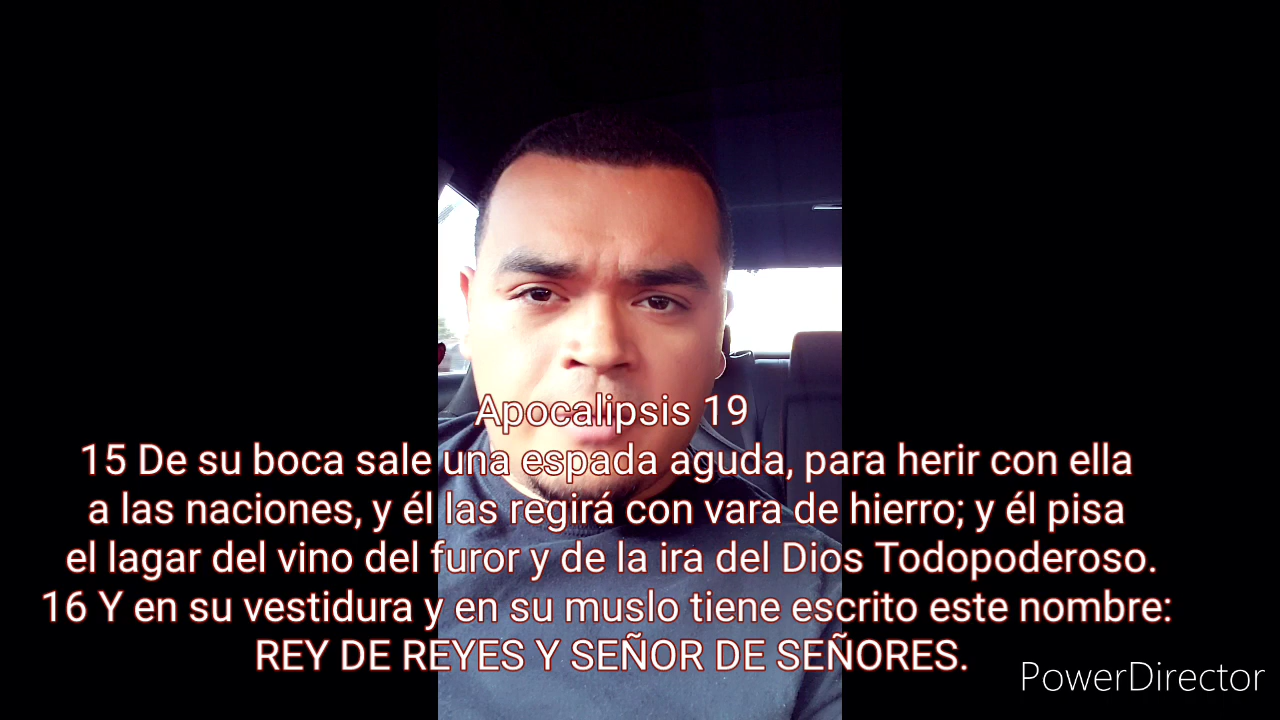 Apocalipsis 19
15 De su boca sale una espada aguda, para herir con ella
a las naciones, y él las regirá con vara de hierro; y él pisa
el lagar del vino del furor y de la ira del Dios Todopoderoso.
16 Y en su vestidura y en su muslo tiene escrito este nombre:
REY DE REYES Y SEÑOR DE SEÑORES.
PowerDirector